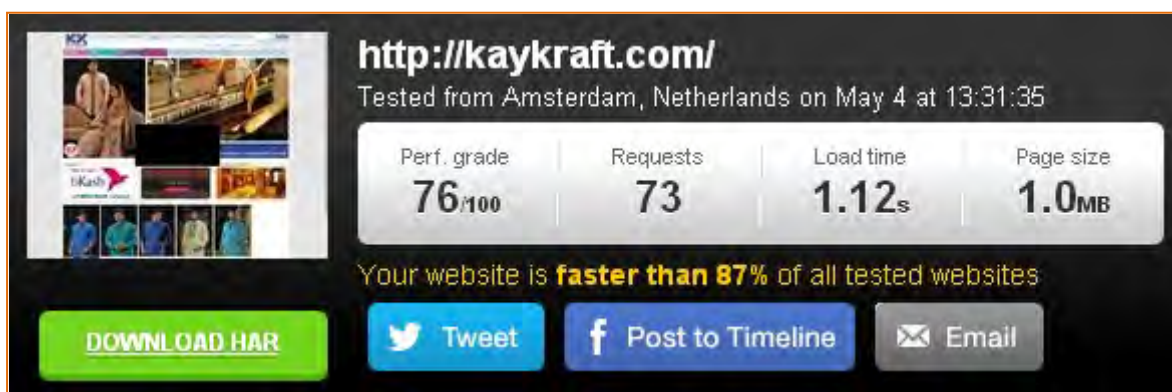 KK
bKash
http://kaykraft.com/
Tested from Amsterdam, Netherlands on May 4 at 13:31:35
Perf. grade Requests Load time Page size
76/100 73 1.12s 1.0MB
Your website is faster than 87% of all tested websites
DOWNLOAD HAR Tweet Post to Timeline Email